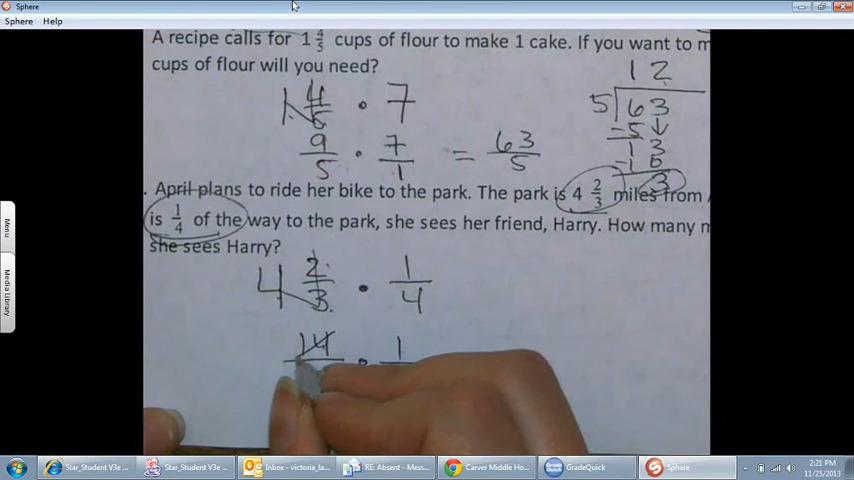 Sphere
Sphere Help
A recipe calls for 1 4/5 cups of flour to make 1 cake. If you want to m
cups of flour will you need?
1 4/5 · 7
9/5 · 7/1 = 63/5
12
5 63
-5
13
-10
3
. April plans to ride her bike to the park. The park is 4 2/3 miles from
is 1/4 of the way to the park, she sees her friend, Harry. How many m
she sees Harry?
4 2/3 · 1/4
14 · 1
Menu
Media Library
Star_Student V3e
Star_Student V3e
Inbox - victoria_la...
RE: Absent - Mess...
Carver Middle Ho...
GradeQuick
Sphere
2:21 PM
11/25/2013